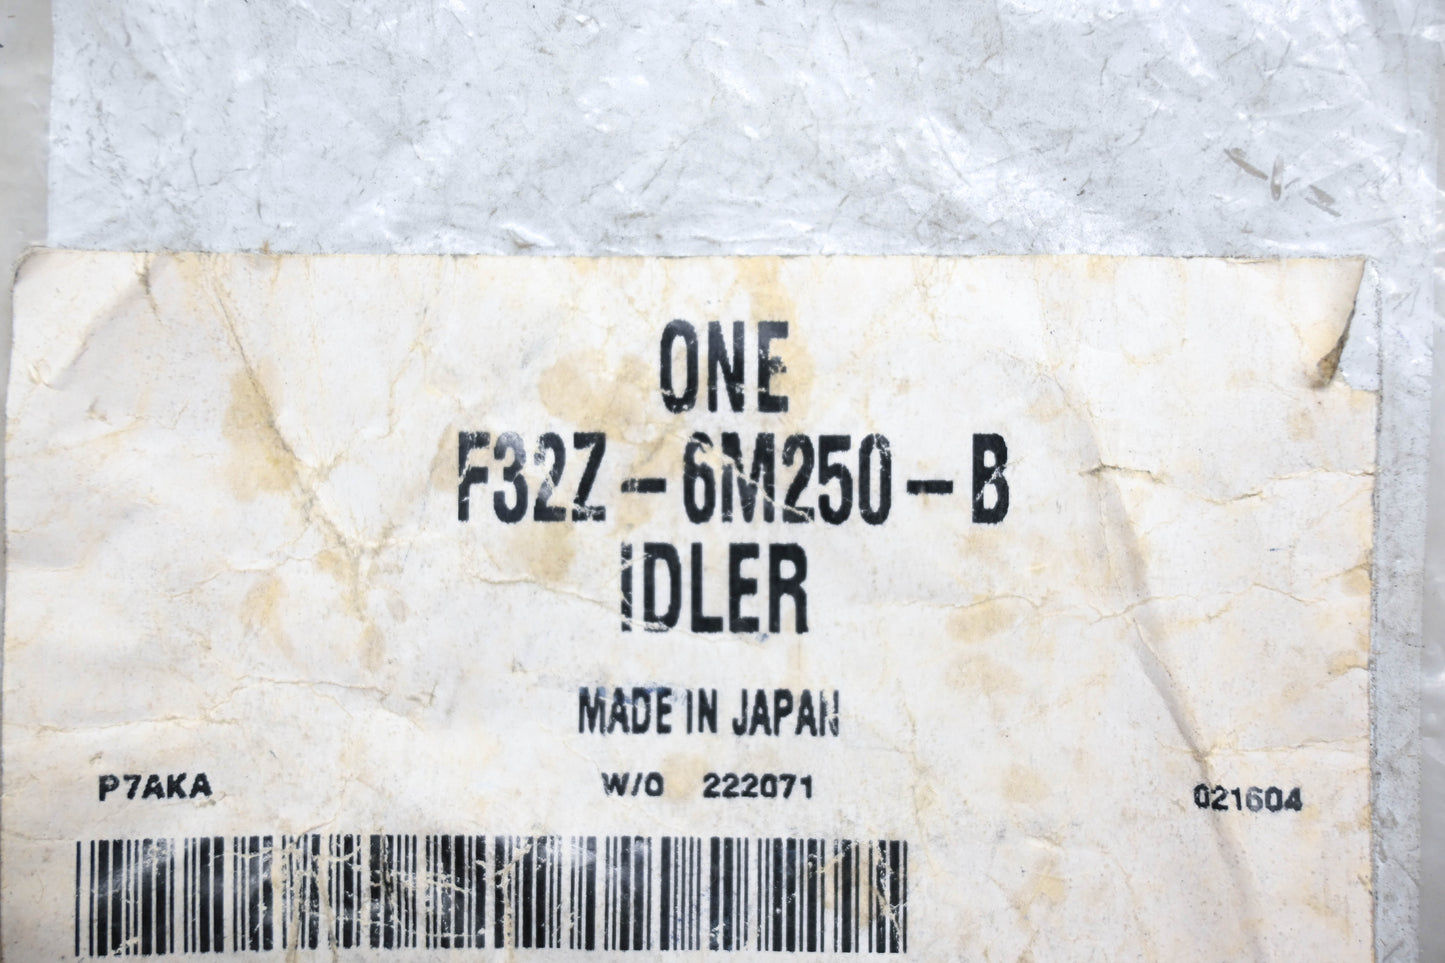 ONE
F32Z-6M250-B
IDLER
MADE IN JAPAN
P7AKA W/O 222071 021604